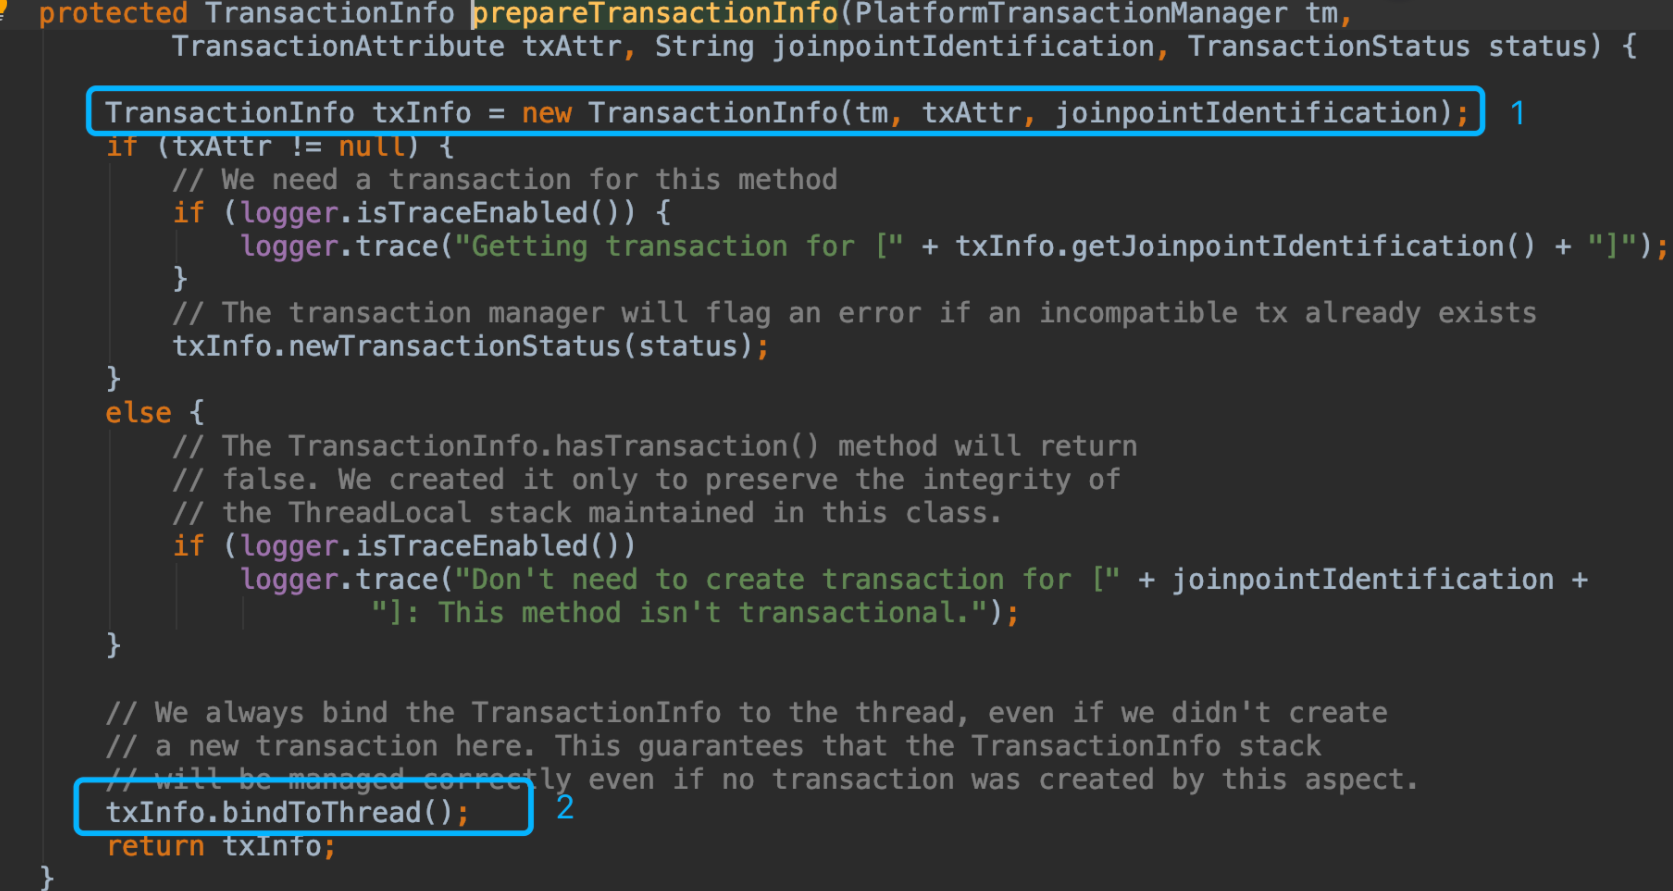 protected TransactionInfo prepareTransactionInfo(PlatformTransactionManager tm,
TransactionAttribute txAttr, String joinpointIdentification, TransactionStatus status) {
TransactionInfo txInfo = new TransactionInfo(tm, txAttr, joinpointIdentification); 1
if (txAttr != null) {
// We need a transaction for this method
if (logger.isTraceEnabled()) {
logger.trace("Getting transaction for [" + txInfo.getJoinpointIdentification() + "]");
}
// The transaction manager will flag an error if an incompatible tx already exists
txInfo.newTransactionStatus(status);
}
else {
// The TransactionInfo.hasTransaction() method will return
// false. We created it only to preserve the integrity of
// the ThreadLocal stack maintained in this class.
if (logger.isTraceEnabled())
logger.trace("Don't need to create transaction for [" + joinpointIdentification +
"]: This method isn't transactional.");
}
// We always bind the TransactionInfo to the thread, even if we didn't create
// a new transaction here. This guarantees that the TransactionInfo stack
// will be managed correctly even if no transaction was created by this aspect.
txInfo.bindToThread(); 2
return txInfo;
}